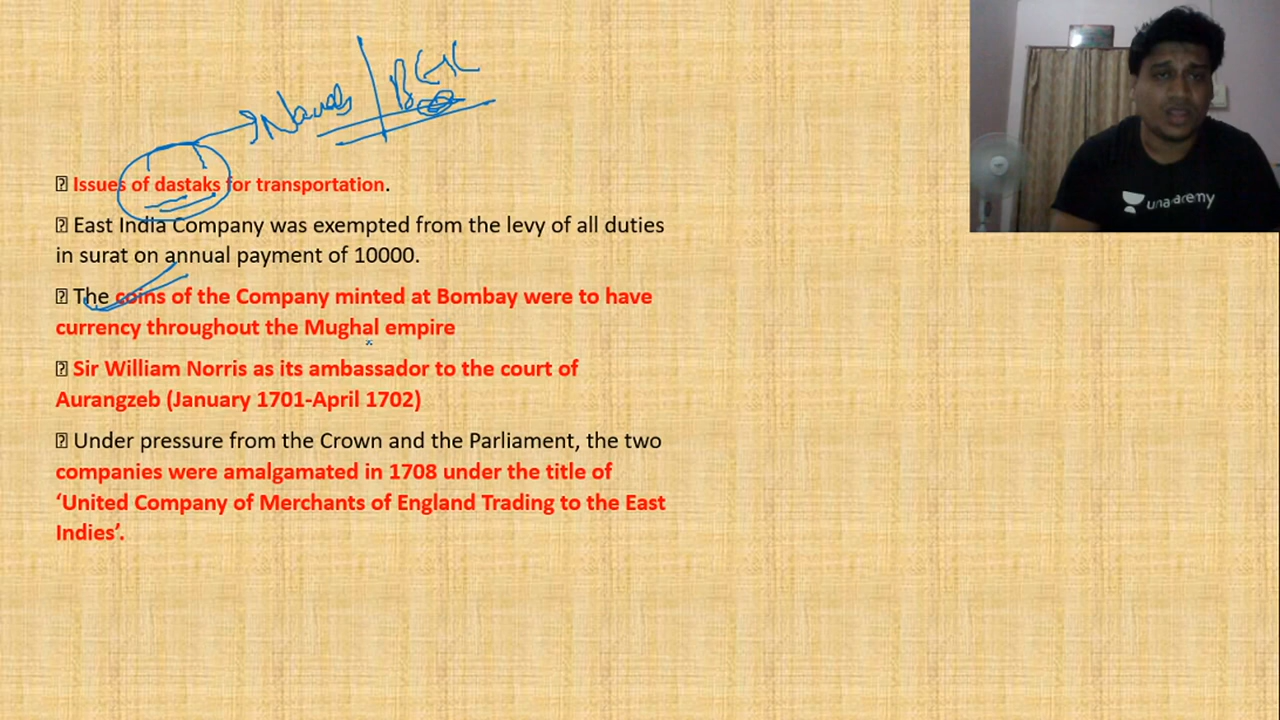 Nawab
Issues of dastaks for transportation.
East India Company was exempted from the levy of all duties
in surat on annual payment of 10000.
The coins of the Company minted at Bombay were to have
currency throughout the Mughal empire
Sir William Norris as its ambassador to the court of
Aurangzeb (January 1701-April 1702)
Under pressure from the Crown and the Parliament, the two
companies were amalgamated in 1708 under the title of
‘United Company of Merchants of England Trading to the East
Indies’.